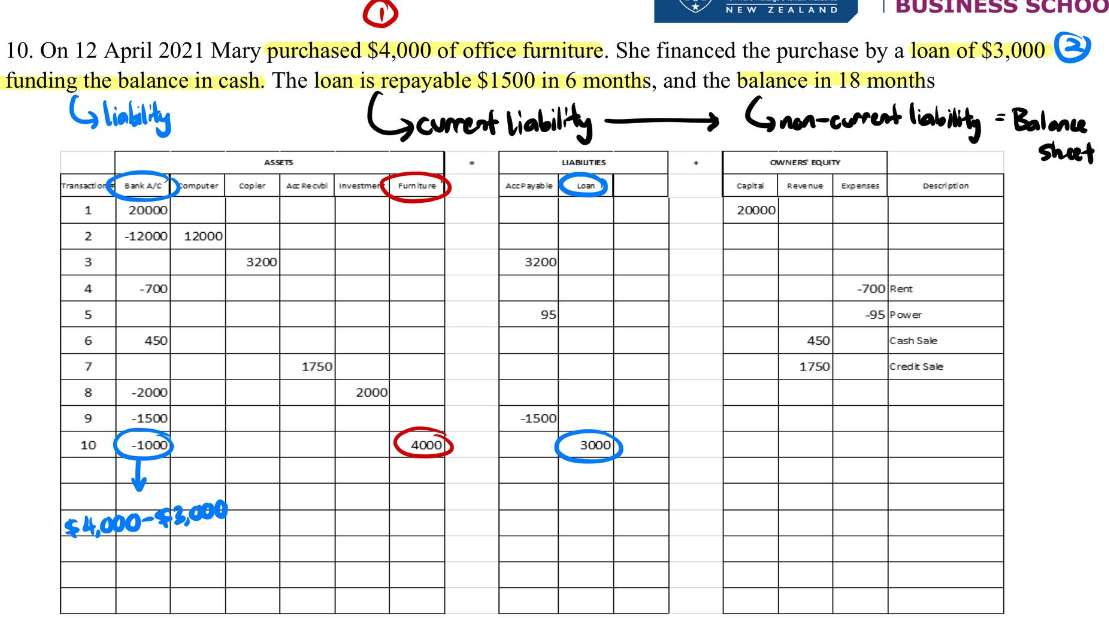 ①
NEW ZEALAND
BUSINESS SCHOO
10. On 12 April 2021 Mary purchased $4,000 of office furniture. She financed the purchase by a loan of $3,000 ②
funding the balance in cash. The loan is repayable $1500 in 6 months, and the balance in 18 months
↳ liability ↳ current liability → ↳ non-current liability = Balance sheet
ASSETS = LIABILITIES + OWNERS' EQUITY
Transaction Bank A/C Computer Copier Acc Recvbl Investmen Furniture Acc Payable Loan Capital Revenue Expenses Description
1 20000 20000
2 -12000 12000
3 3200 3200
4 -700 -700 Rent
5 95 -95 Power
6 450 450 Cash Sale
7 1750 1750 Credit Sale
8 -2000 2000
9 -1500 -1500
10 -1000 4000 3000
$4,000-$3,000